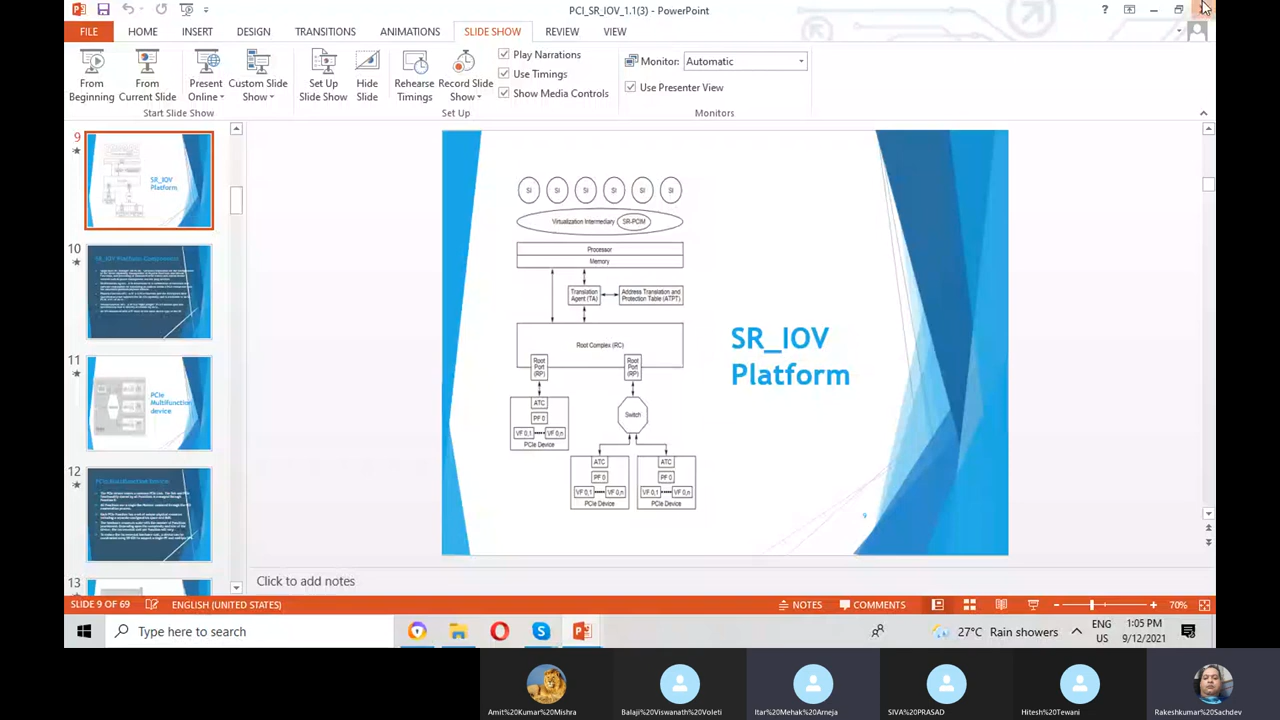 PCI_SR_IOV_1.1(3) - PowerPoint
?
FILE HOME INSERT DESIGN TRANSITIONS ANIMATIONS SLIDE SHOW REVIEW VIEW
From Beginning
From Current Slide
Present Online
Custom Slide Show
Set Up Slide Show
Hide Slide
Rehearse Timings
Record Slide Show
Play Narrations
Use Timings
Show Media Controls
Monitor: Automatic
Use Presenter View
Start Slide Show
Set Up
Monitors
9
SR_IOV
Platform
10
11
PCIe
Multifunction
device
12
13
SI SI SI SI SI SI
Virtualization Intermediary SR-PCIM
Processor
Memory
Translation
Agent (TA)
Address Translation and
Protection Table (ATPT)
Root Complex (RC)
Root
Port
(RP)
Root
Port
(RP)
ATC
PF 0
VF 0,1 VF 0,n
PCIe Device
Switch
ATC
PF 0
VF 0,1 VF 0,n
PCIe Device
ATC
PF 0
VF 0,1 VF 0,n
PCIe Device
SR_IOV
Platform
9
Click to add notes
SLIDE 9 OF 69 ENGLISH (UNITED STATES) NOTES COMMENTS 70%
Type here to search
27°C Rain showers
ENG
US
1:05 PM
9/12/2021
Amit%20Kumar%20Mishra
Balaji%20Viswanath%20Voleti
Itar%20Mehak%20Arneja
SIVA%20PRASAD
Hitesh%20Tewani
Rakeshkumar%20Sachdev